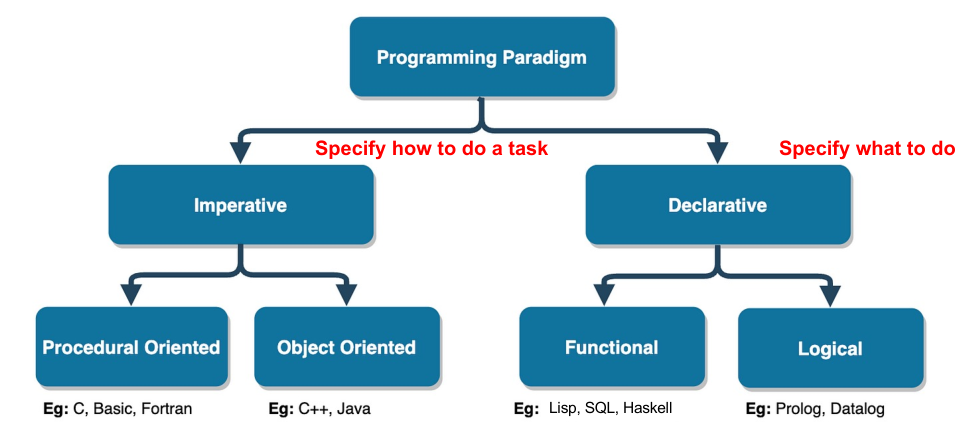 Programming Paradigm
Specify how to do a task
Specify what to do
Imperative
Declarative
Procedural Oriented
Object Oriented
Functional
Logical
Eg: C, Basic, Fortran
Eg: C++, Java
Eg: Lisp, SQL, Haskell
Eg: Prolog, Datalog